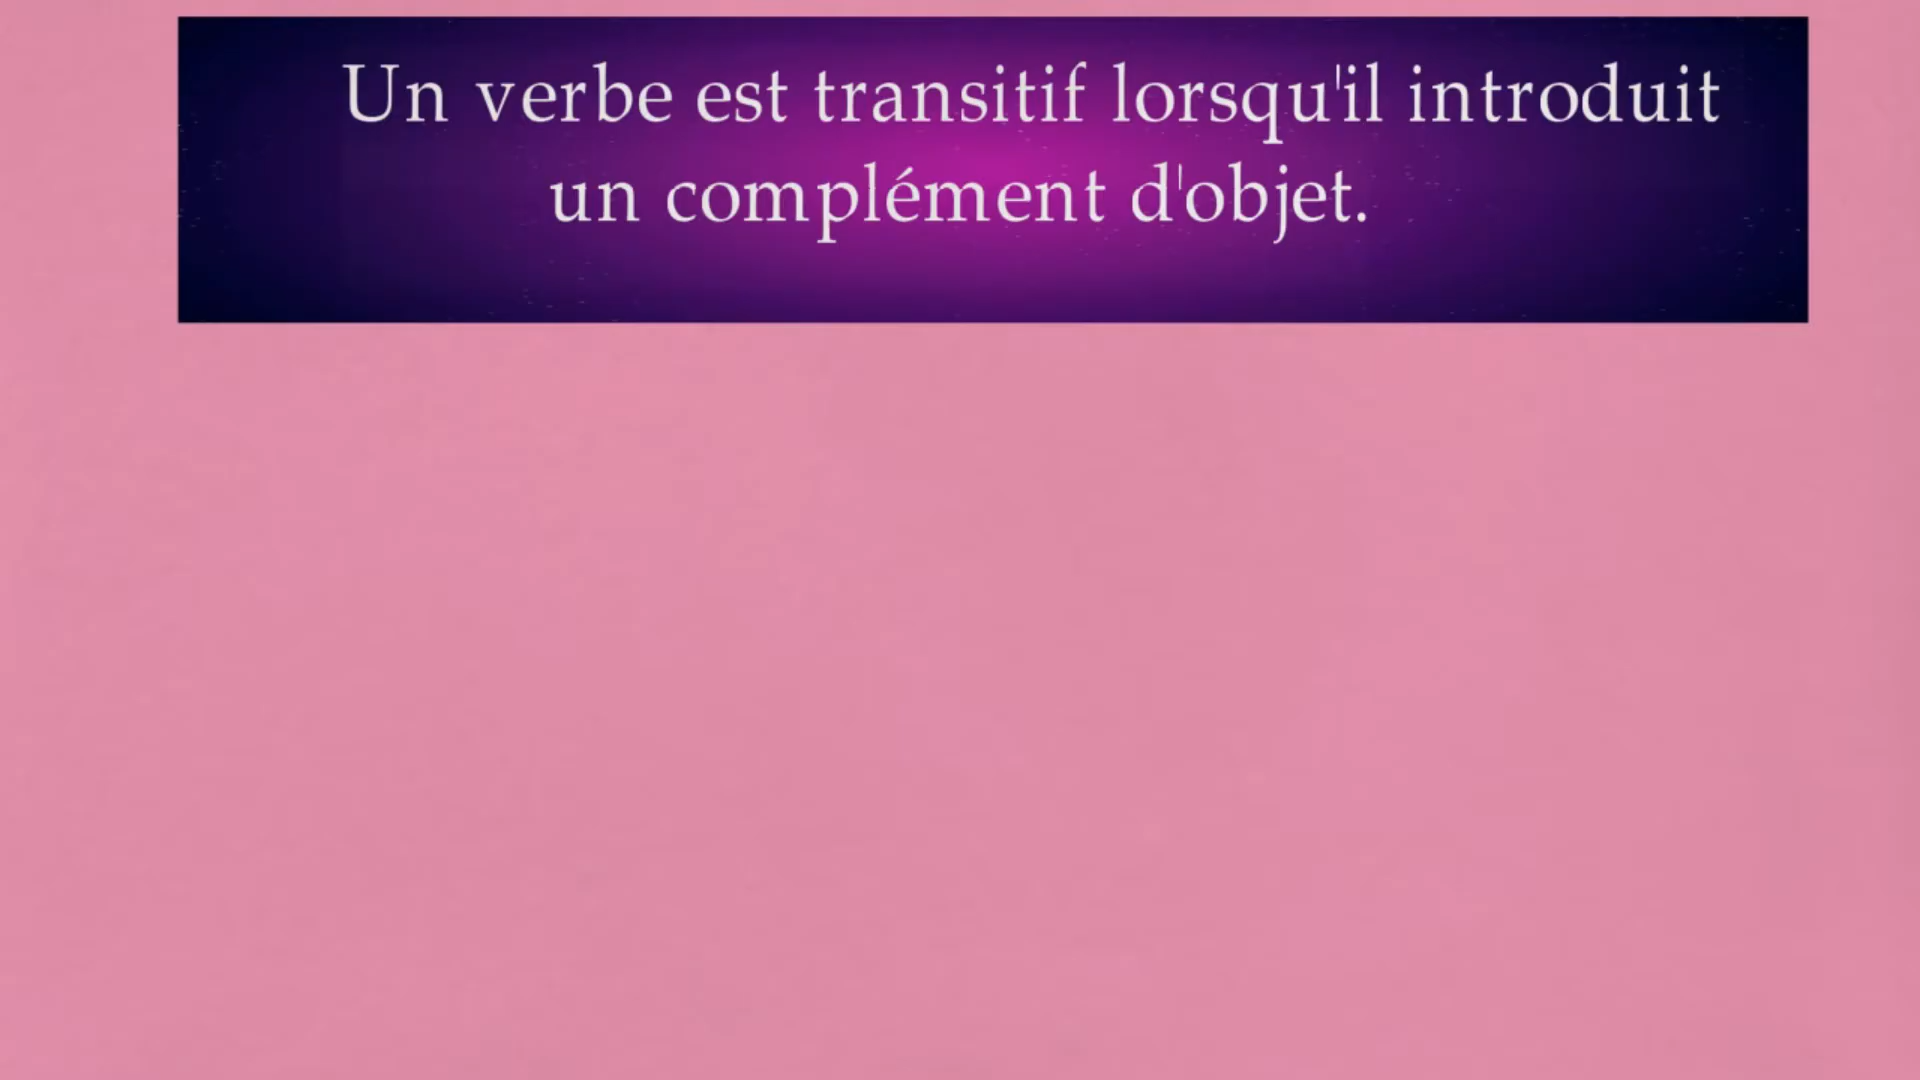 Un verbe est transitif lorsqu'il introduit
un complément d'objet.